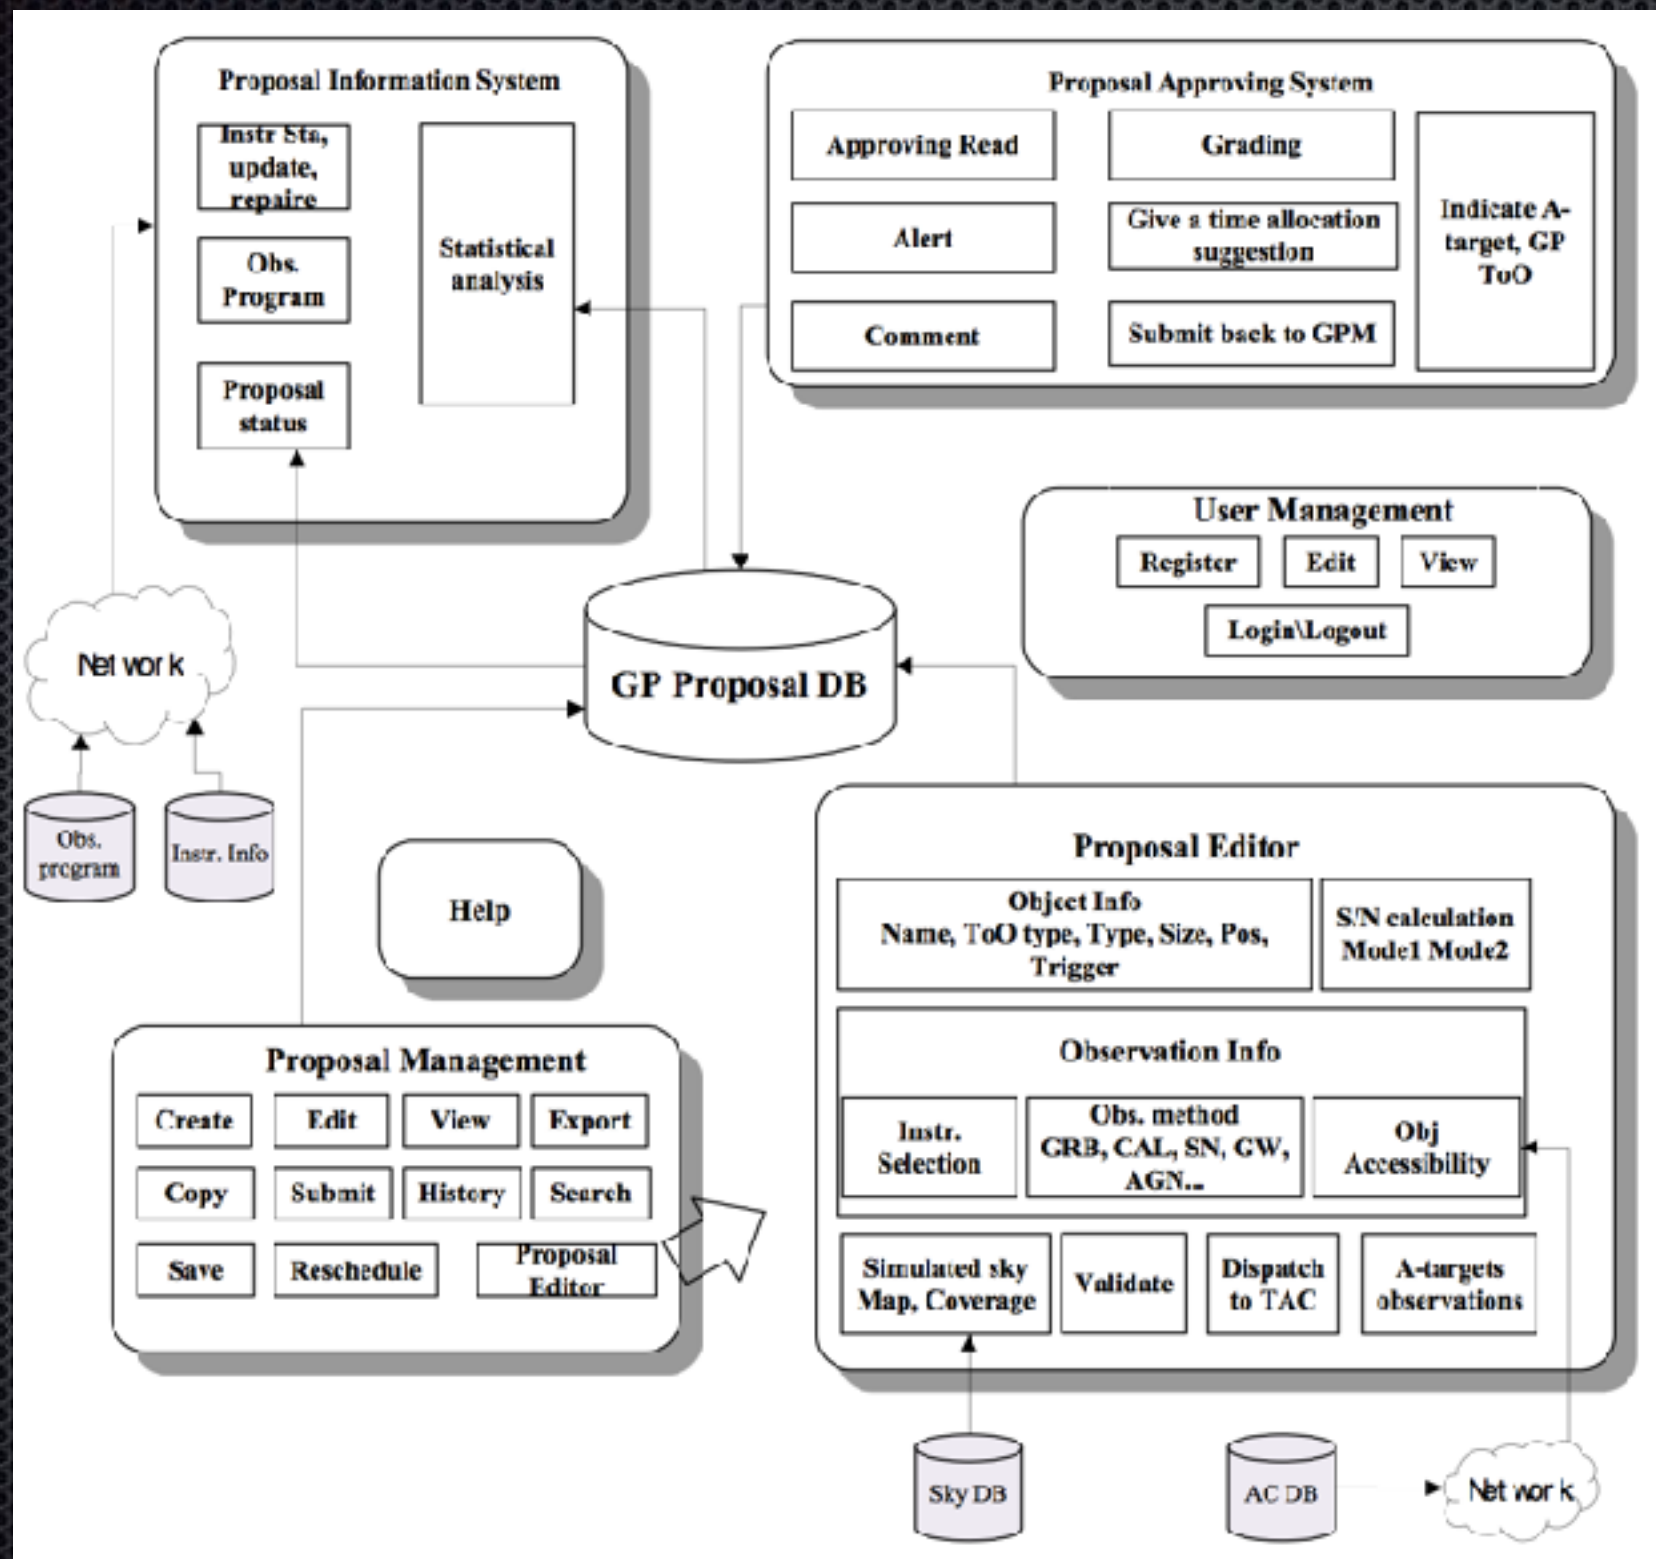 Proposal Information System
Instr Sta,
update,
repaire
Obs.
Program
Proposal
status
Statistical
analysis
Proposal Approving System
Approving Read
Grading
Alert
Give a time allocation
suggestion
Comment
Submit back to GPM
Indicate A-
target, GP
ToO
User Management
Register
Edit
View
Login\Logout
Network
GP Proposal DB
Obs.
program
Instr. Info
Help
Proposal Management
Create
Edit
View
Export
Copy
Submit
History
Search
Save
Reschedule
Proposal
Editor
Proposal Editor
Object Info
Name, ToO type, Type, Size, Pos,
Trigger
S/N calculation
Mode1 Mode2
Observation Info
Instr.
Selection
Obs. method
GRB, CAL, SN, GW,
AGN...
Obj
Accessibility
Simulated sky
Map, Coverage
Validate
Dispatch
to TAC
A-targets
observations
Sky DB
AC DB
Network